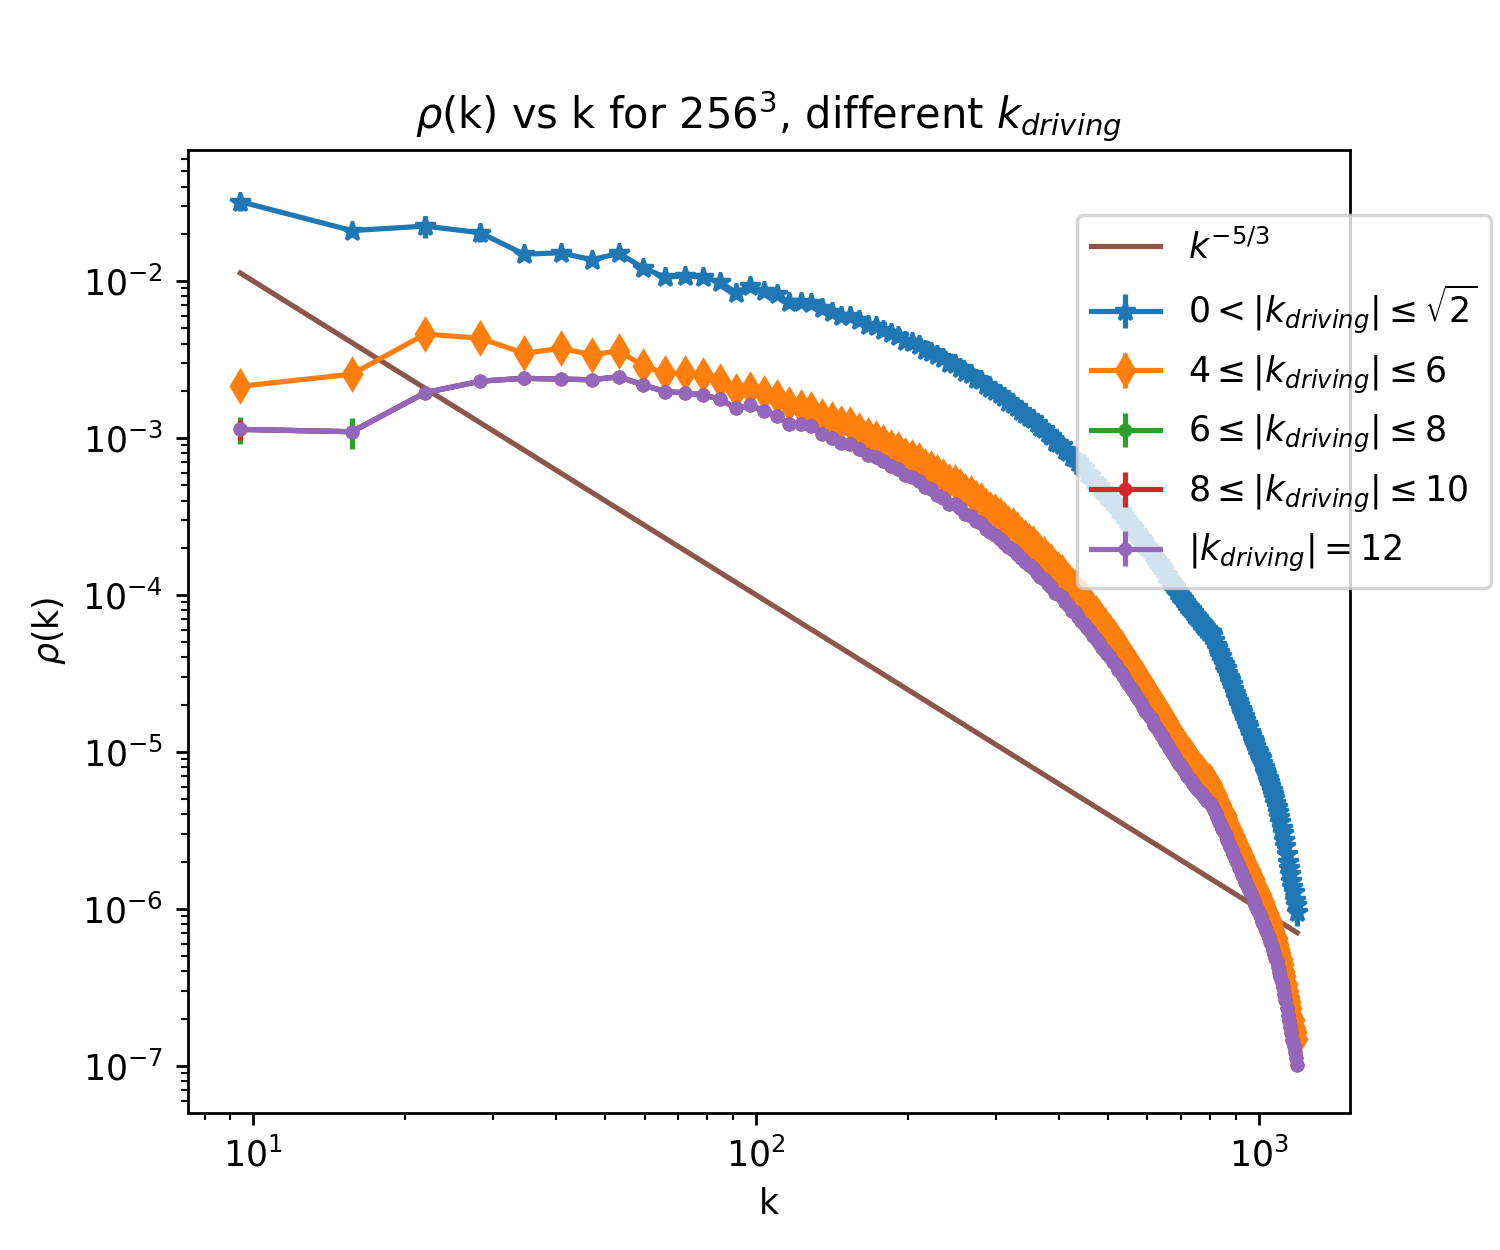 ρ(k) vs k for 256³, different k_driving
k^−5/3
0 < |k_driving| ≤ √2
4 ≤ |k_driving| ≤ 6
6 ≤ |k_driving| ≤ 8
8 ≤ |k_driving| ≤ 10
|k_driving| = 12
ρ(k)
10⁻²
10⁻³
10⁻⁴
10⁻⁵
10⁻⁶
10⁻⁷
10¹ 10² 10³
k